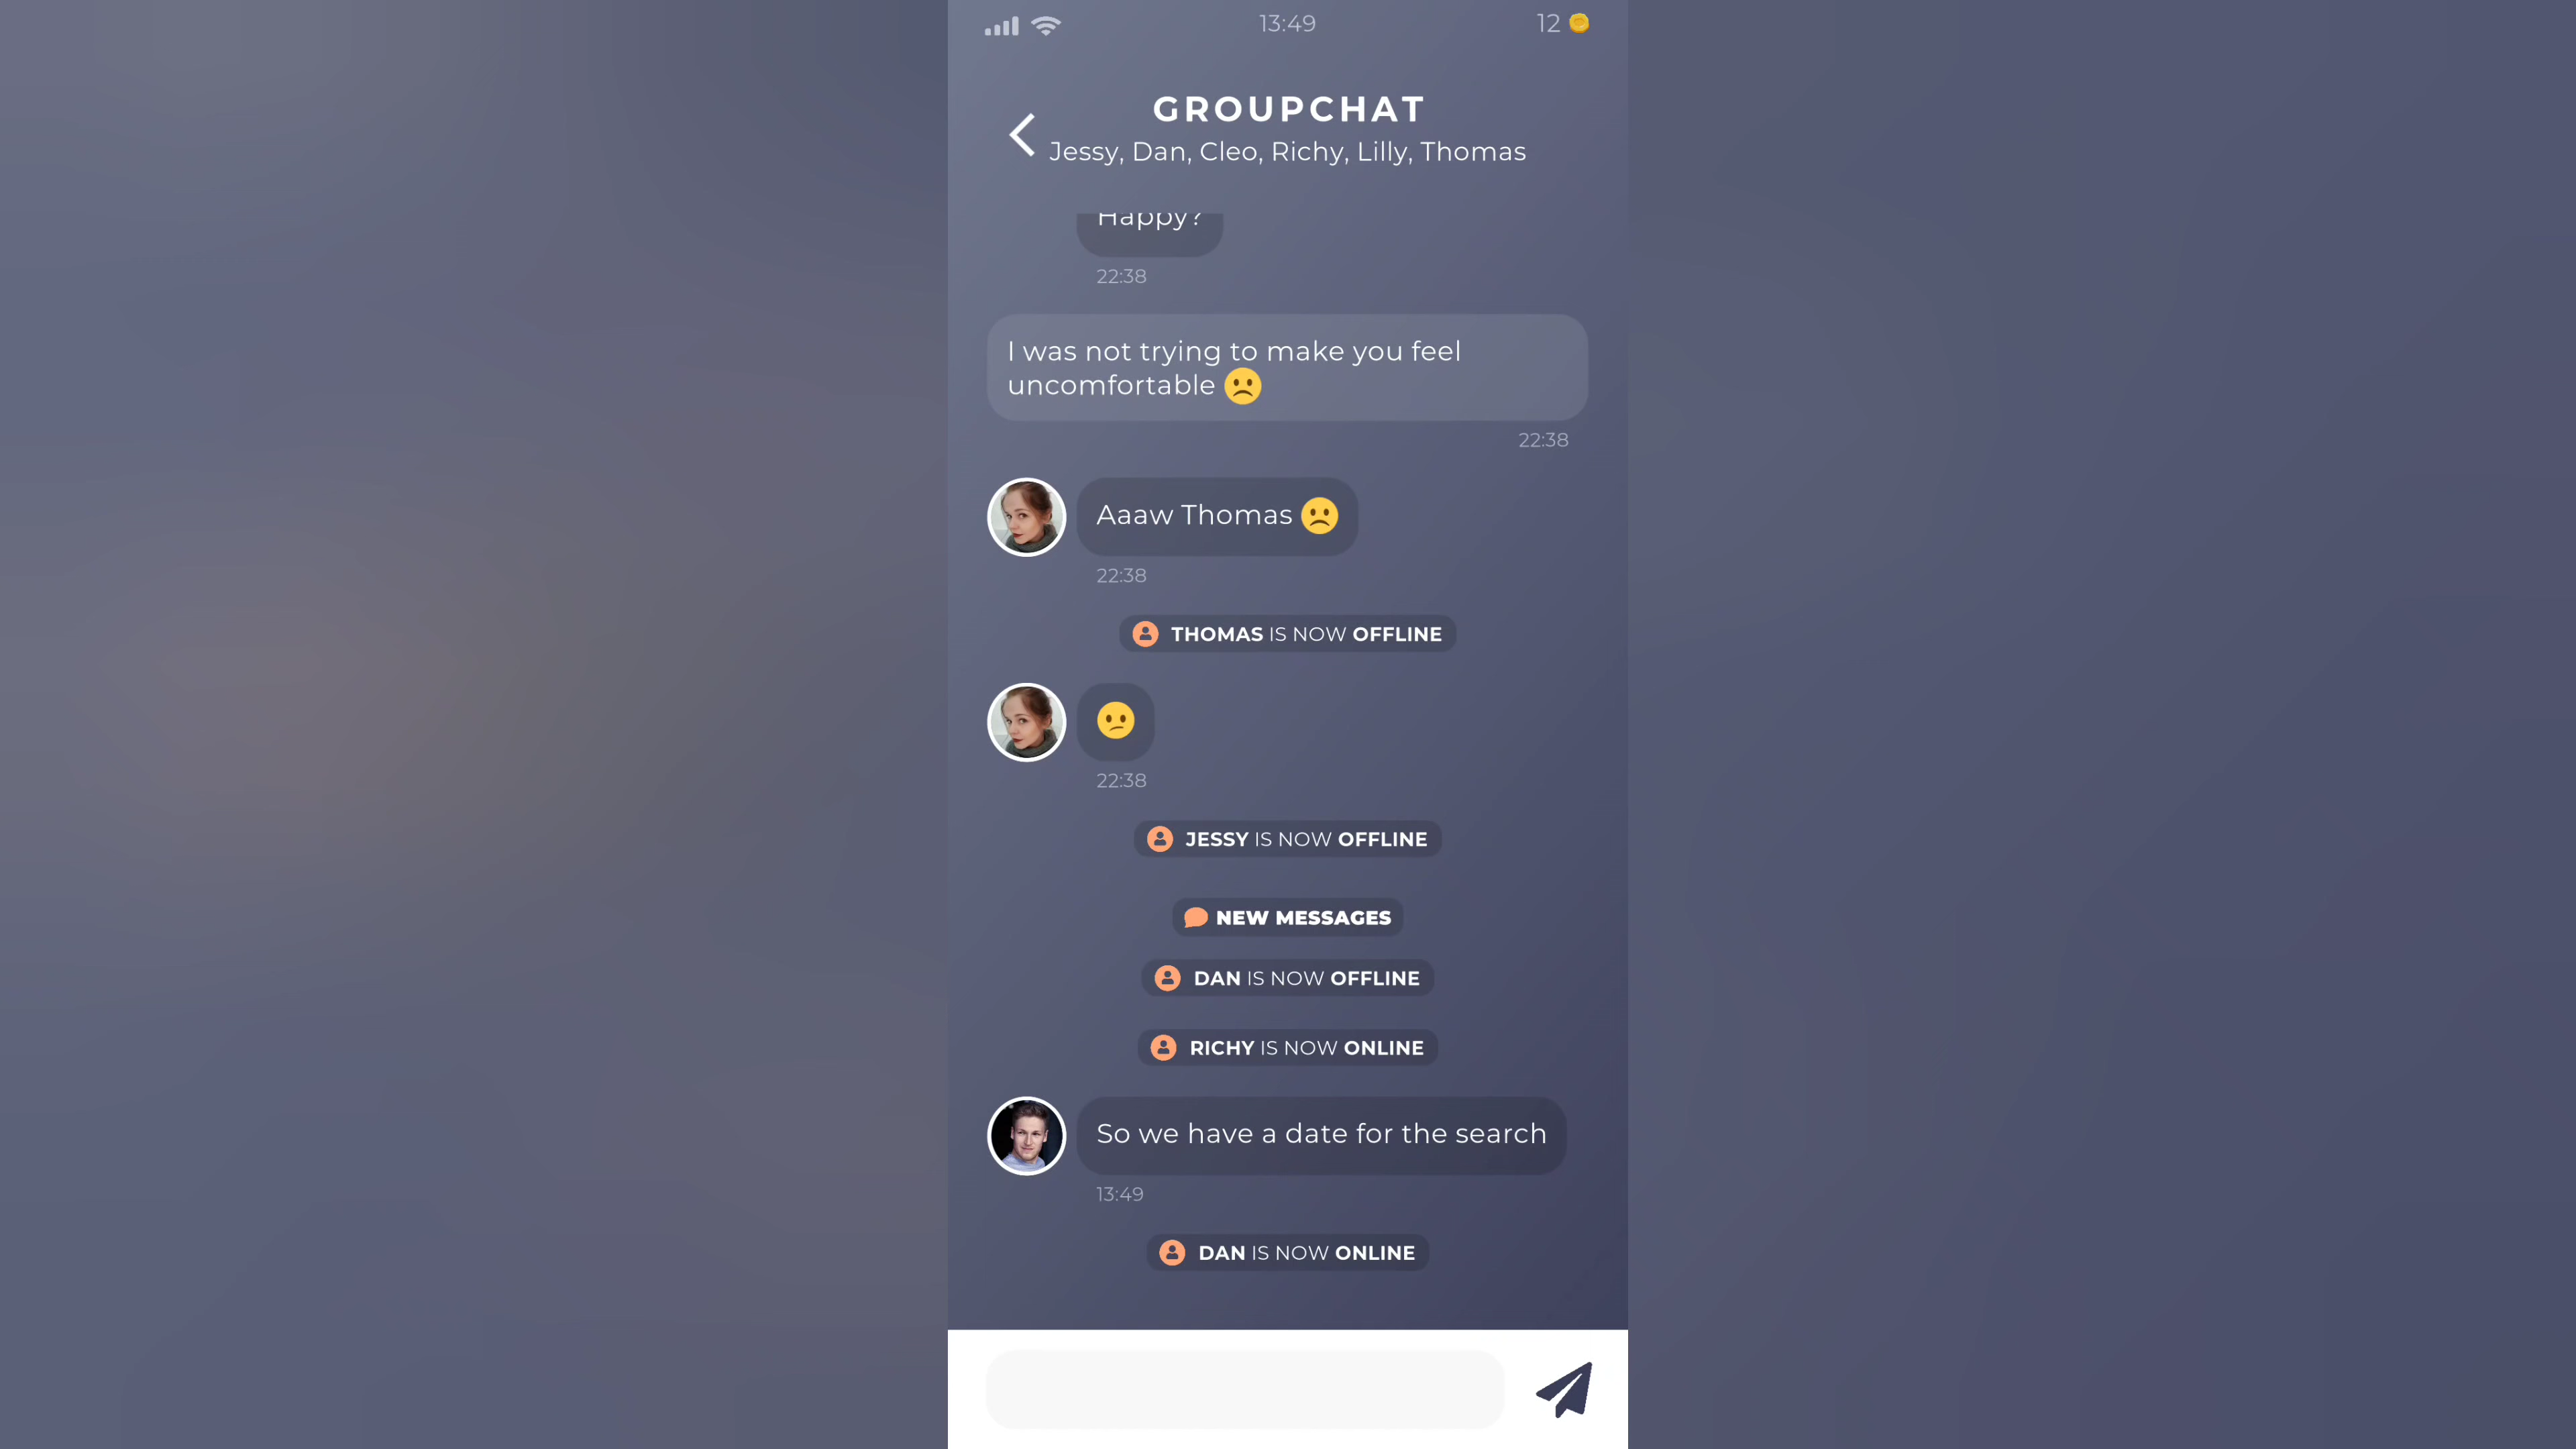 13:49
12
GROUPCHAT
Jessy, Dan, Cleo, Richy, Lilly, Thomas
Happy?
22:38
I was not trying to make you feel
uncomfortable ☹️
22:38
Aaaw Thomas ☹️
22:38
THOMAS IS NOW OFFLINE
😕
22:38
JESSY IS NOW OFFLINE
NEW MESSAGES
DAN IS NOW OFFLINE
RICHY IS NOW ONLINE
So we have a date for the search
13:49
DAN IS NOW ONLINE